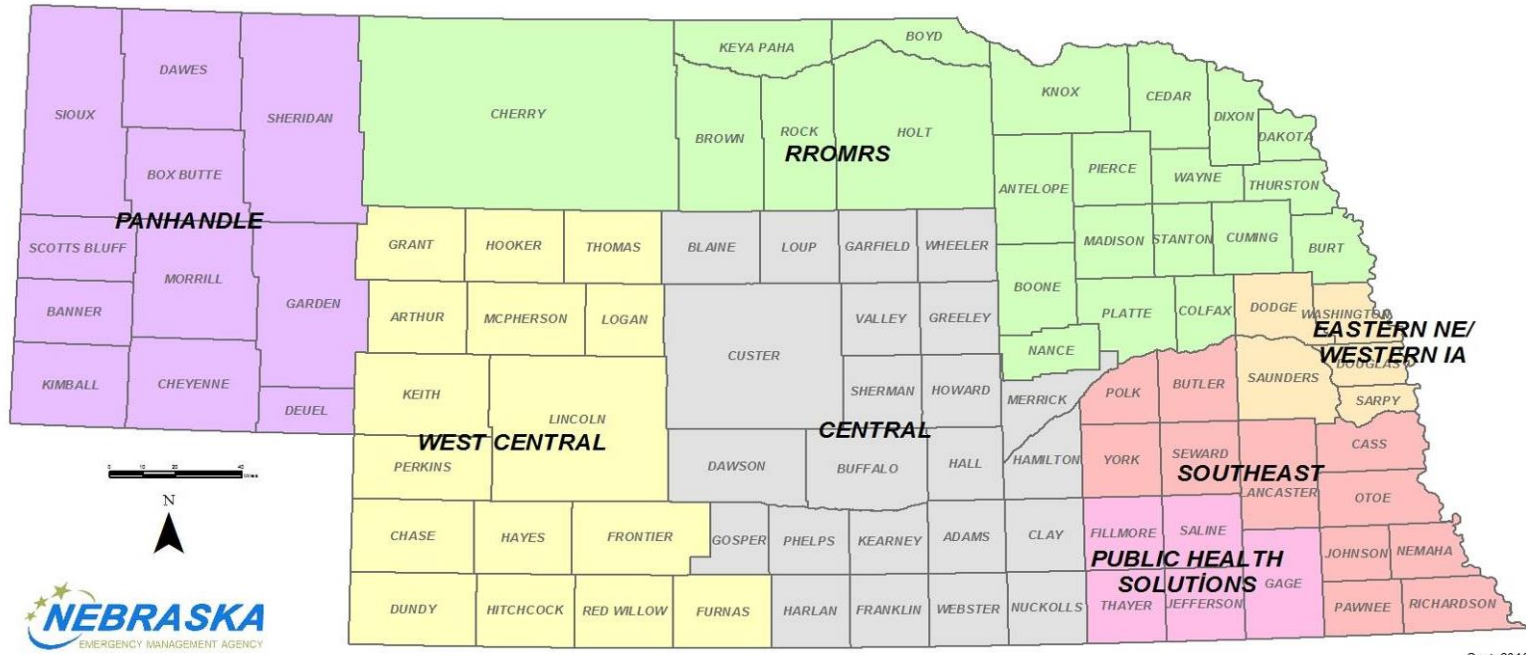 KEYA PAHA
BOYD
DAWES
SIOUX
SHERIDAN
CHERRY
KNOX
CEDAR
DIXON
BROWN
ROCK
HOLT
DAKOTA
RROMRS
BOX BUTTE
ANTELOPE
PIERCE
WAYNE
THURSTON
PANHANDLE
SCOTTS BLUFF
MORRILL
GARDEN
GRANT
HOOKER
THOMAS
BLAINE
LOUP
GARFIELD
WHEELER
MADISON
STANTON
CUMING
BURT
BANNER
BOONE
PLATTE
COLFAX
DODGE
WASHINGTON
ARTHUR
MCPHERSON
LOGAN
VALLEY
GREELEY
EASTERN NE/
WESTERN IA
NANCE
CUSTER
DOUGLAS
KIMBALL
CHEYENNE
DEUEL
KEITH
LINCOLN
SHERMAN
HOWARD
MERRICK
POLK
BUTLER
SAUNDERS
SARPY
WEST CENTRAL
CENTRAL
PERKINS
DAWSON
BUFFALO
HALL
HAMILTON
YORK
SEWARD
CASS
SOUTHEAST
LANCASTER
OTOE
N
CHASE
HAYES
FRONTIER
GOSPER
PHELPS
KEARNEY
ADAMS
CLAY
FILLMORE
SALINE
PUBLIC HEALTH
SOLUTIONS
GAGE
JOHNSON
NEMAHA
DUNDY
HITCHCOCK
RED WILLOW
FURNAS
HARLAN
FRANKLIN
WEBSTER
NUCKOLLS
THAYER
JEFFERSON
PAWNEE
RICHARDSON
NEBRASKA
EMERGENCY MANAGEMENT AGENCY